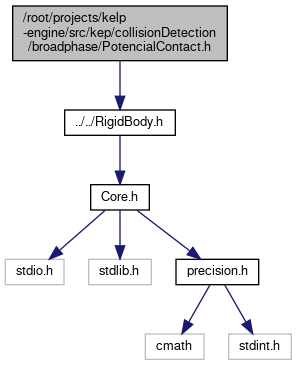 /root/projects/kelp
-engine/src/kep/collisionDetection
/broadphase/PotencialContact.h
../../RigidBody.h
Core.h
stdio.h
stdlib.h
precision.h
cmath
stdint.h